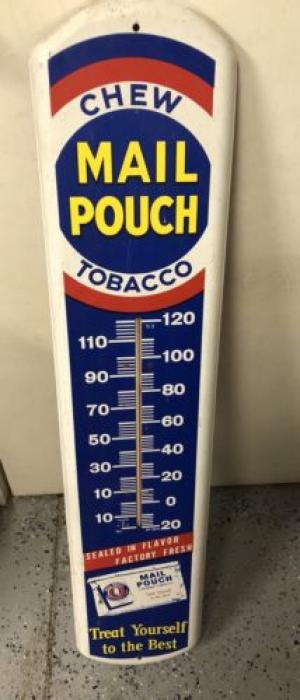 CHEW
MAIL
POUCH
TOBACCO
120
110
100
90
80
70
60
50
40
30
20
10
0
10
20
SEALED IN FLAVOR
FACTORY FRESH
MAIL
POUCH
Treat Yourself
to the Best